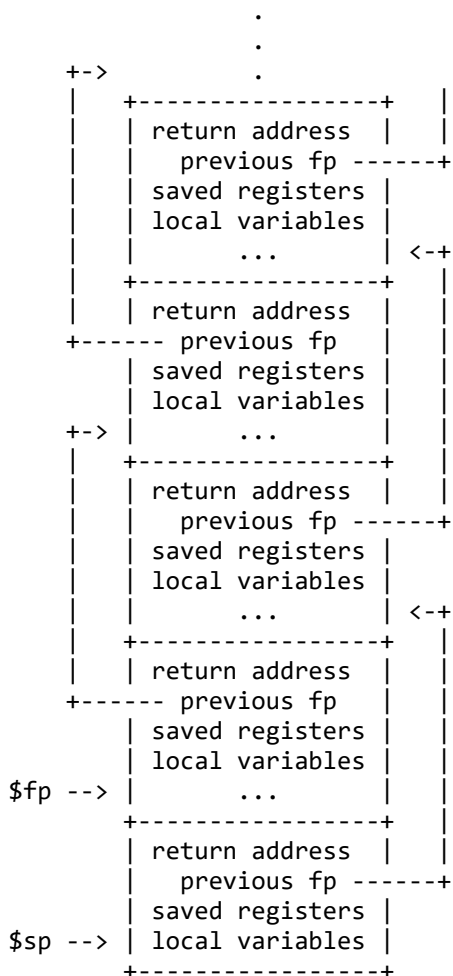 .
.
+-> .
| +-----------------+ |
| | return address | |
| | previous fp ------+
| | saved registers |
| | local variables |
| | ... | <-+
| +-----------------+ |
| | return address | |
+------ previous fp | |
| saved registers | |
| local variables | |
+-> | ... | |
| +-----------------+ |
| | return address | |
| | previous fp ------+
| | saved registers |
| | local variables |
| | ... | <-+
| +-----------------+ |
| | return address | |
+------ previous fp | |
| saved registers | |
| local variables | |
$fp --> | ... | |
+-----------------+ |
| return address | |
| previous fp ------+
| saved registers |
$sp --> | local variables |
+-----------------+